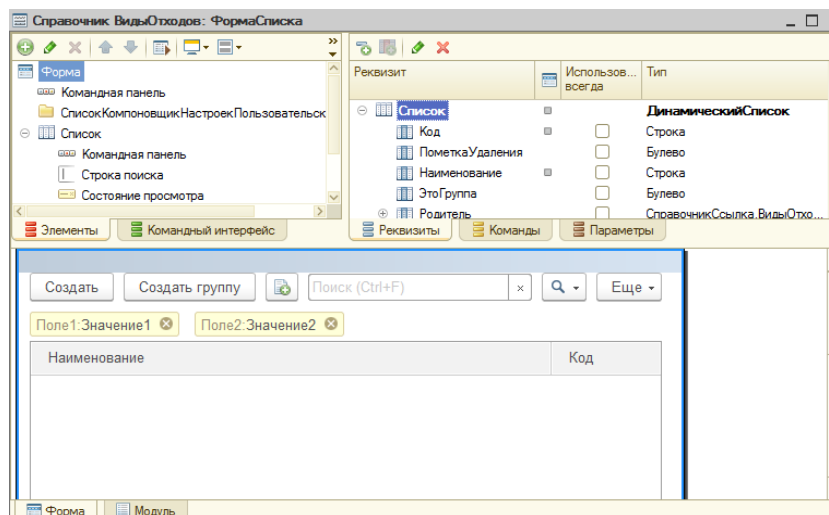 Справочник ВидыОтходов: ФормаСписка
Форма
Командная панель
СписокКомпоновщикНастроекПользовательск
Список
Командная панель
Строка поиска
Состояние просмотра
Элементы
Командный интерфейс
Реквизит
Использов...
всегда
Тип
Список
ДинамическийСписок
Код
Строка
ПометкаУдаления
Булево
Наименование
Строка
ЭтоГруппа
Булево
Родитель
СправочникСсылка.ВидыОтхо...
Реквизиты
Команды
Параметры
Создать
Создать группу
Поиск (Ctrl+F)
×
Еще
Поле1:Значение1
Поле2:Значение2
Наименование
Код
Форма
Модуль